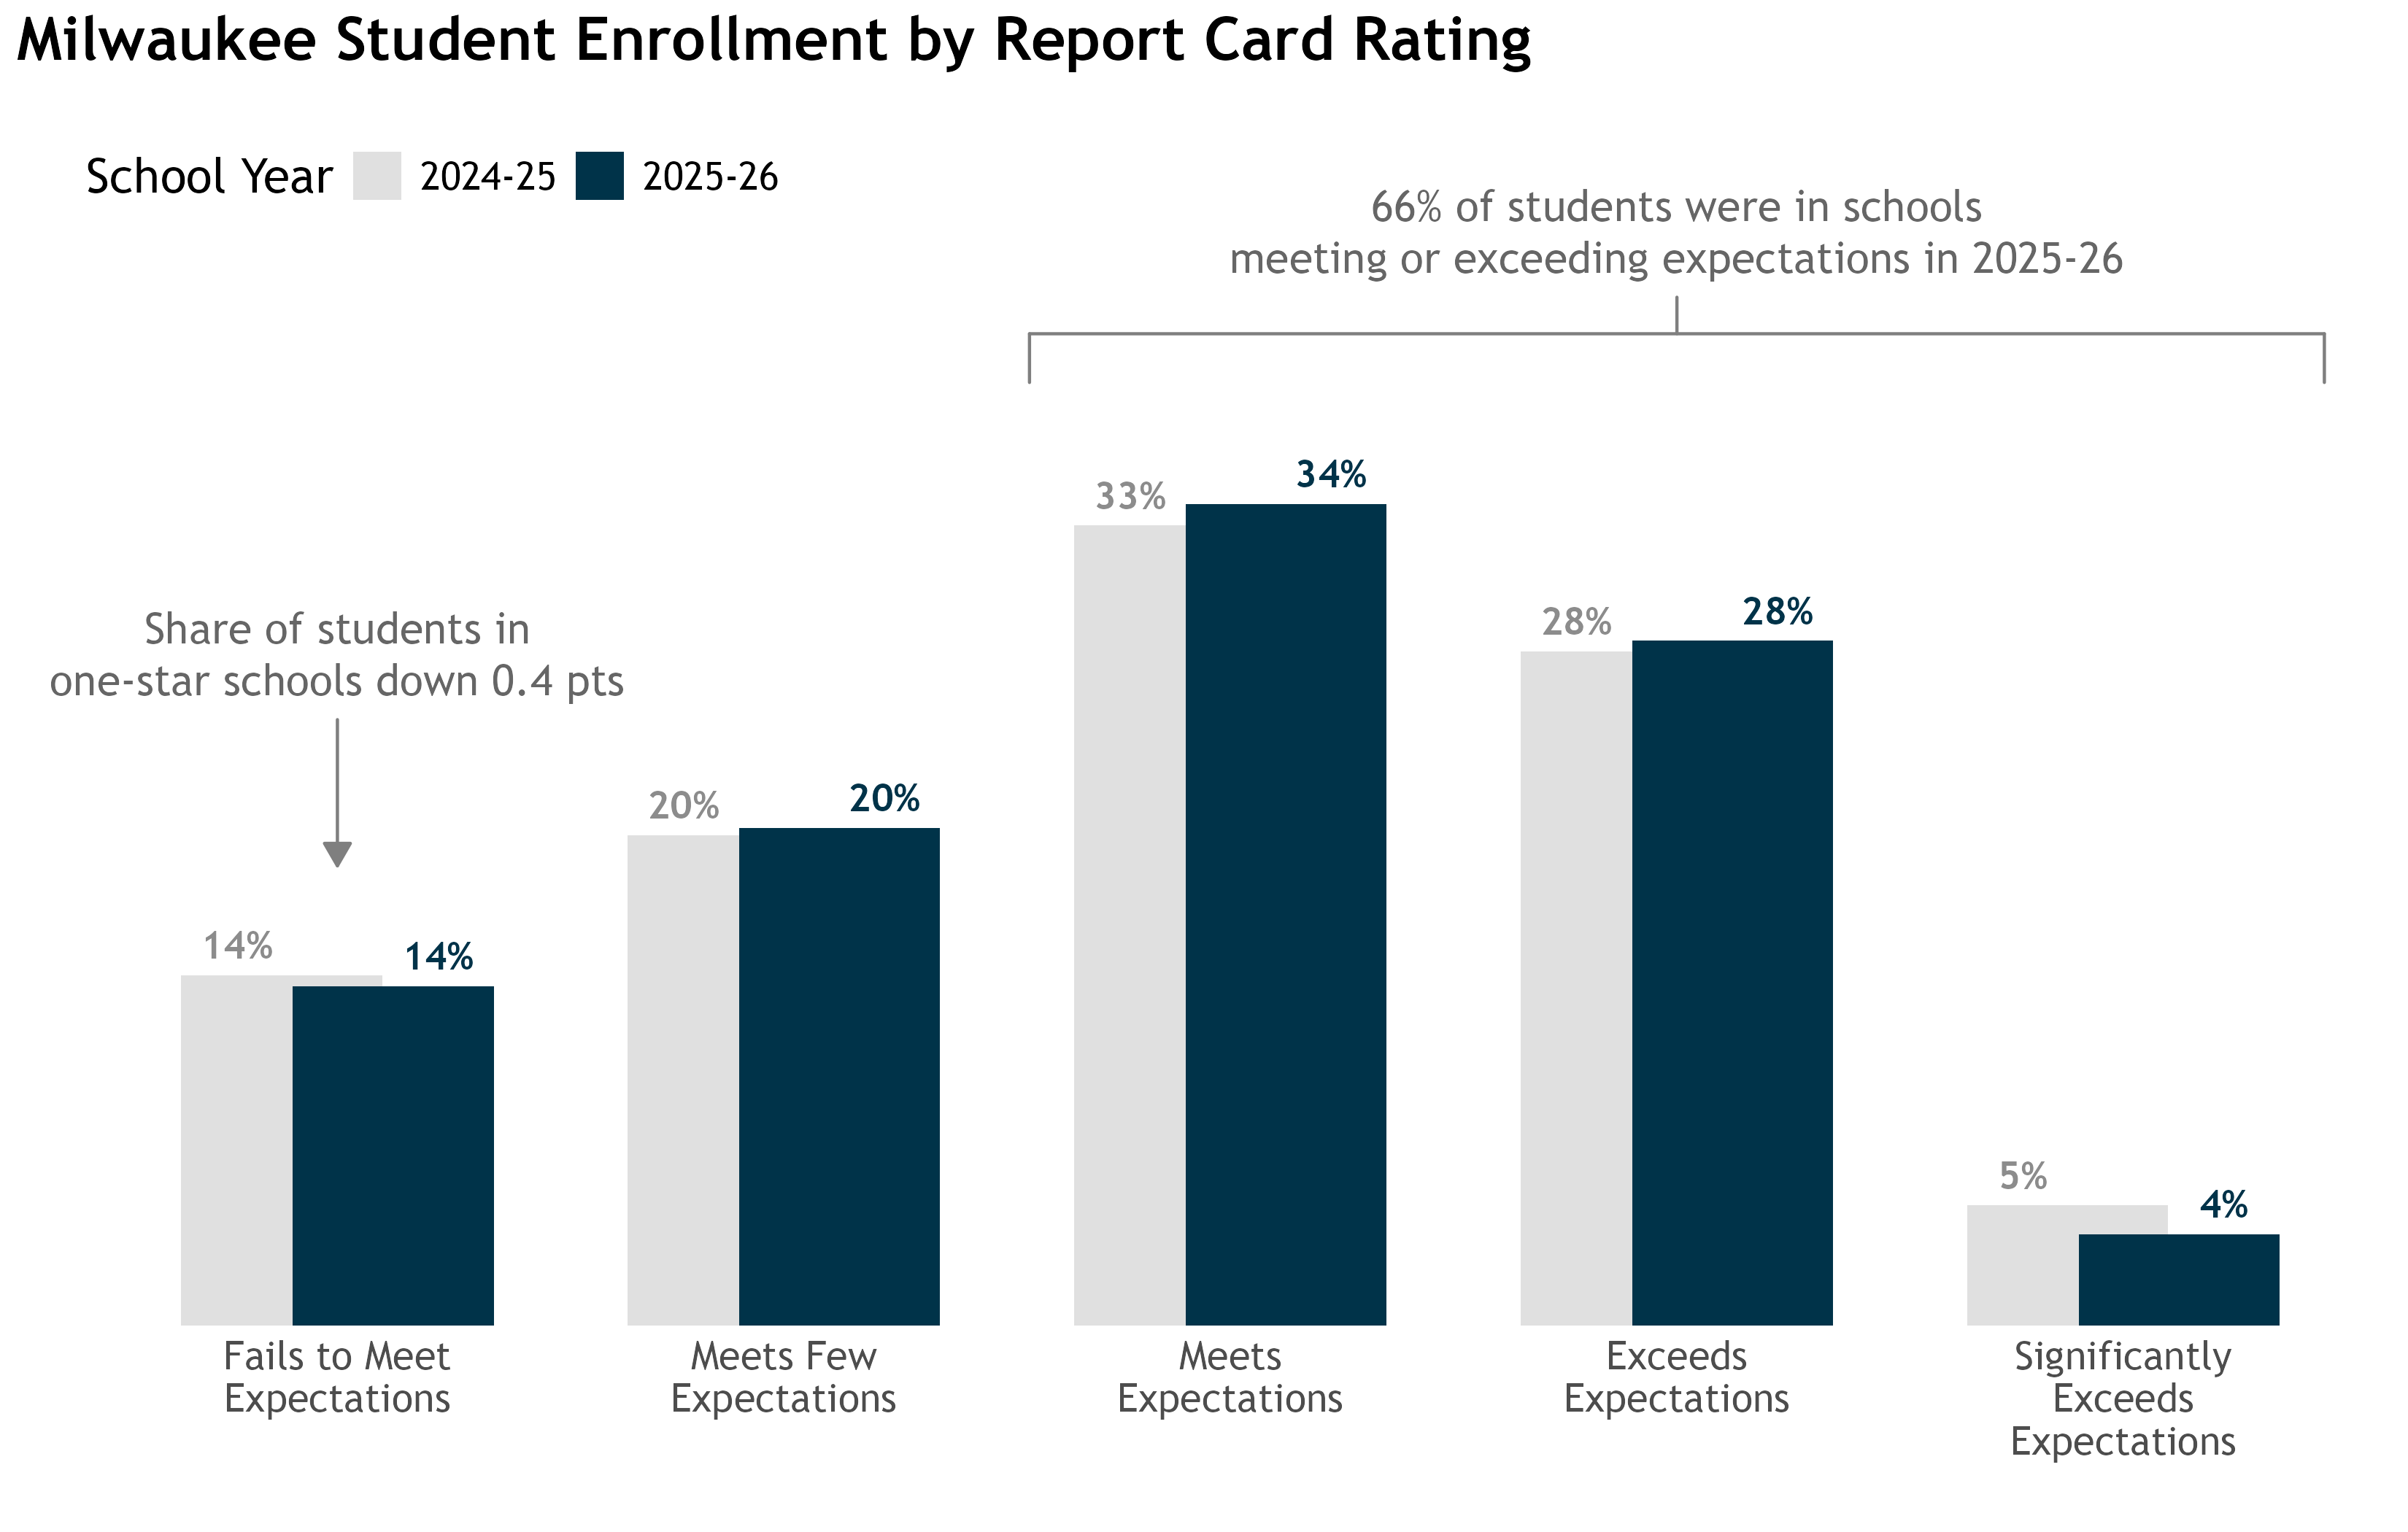 Milwaukee Student Enrollment by Report Card Rating
School Year 2024-25 2025-26
66% of students were in schools
meeting or exceeding expectations in 2025-26
Share of students in
one-star schools down 0.4 pts
14% 14%
20% 20%
33% 34%
28% 28%
5% 4%
Fails to Meet
Expectations
Meets Few
Expectations
Meets
Expectations
Exceeds
Expectations
Significantly
Exceeds
Expectations